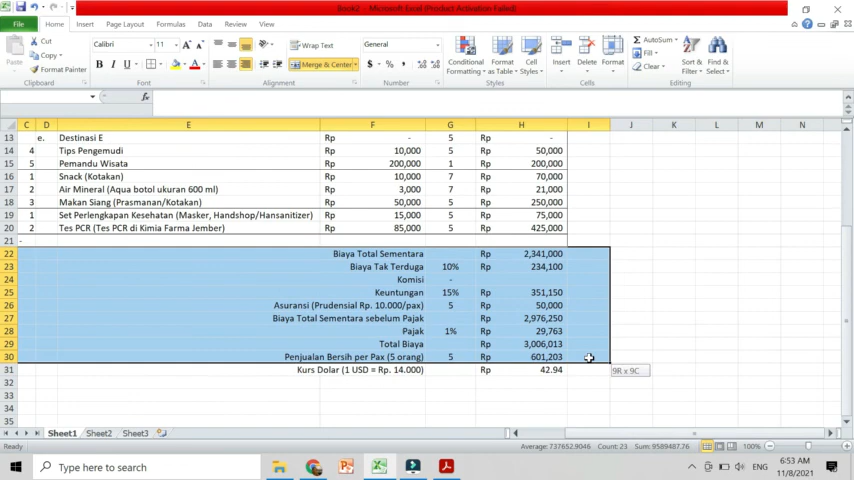 Book2 - Microsoft Excel (Product Activation Failed)
File Home Insert Page Layout Formulas Data Review View
Cut
Copy
Format Painter
Paste
Clipboard
Calibri 11
B I U
Font
Wrap Text
Merge & Center
Alignment
General
$ % ,
Number
Conditional Formatting
Format as Table
Cell Styles
Styles
Insert Delete Format
Cells
AutoSum
Fill
Clear
Sort & Filter
Find & Select
Editing
fx
C D E F G H I J K L M N
13 e. Destinasi E Rp - 5 Rp -
14 4 Tips Pengemudi Rp 10,000 5 Rp 50,000
15 5 Pemandu Wisata Rp 200,000 1 Rp 200,000
16 1 Snack (Kotakan) Rp 10,000 7 Rp 70,000
17 2 Air Mineral (Aqua botol ukuran 600 ml) Rp 3,000 7 Rp 21,000
18 3 Makan Siang (Prasmanan/Kotakan) Rp 50,000 5 Rp 250,000
19 1 Set Perlengkapan Kesehatan (Masker, Handshop/Hansanitizer) Rp 15,000 5 Rp 75,000
20 2 Tes PCR (Tes PCR di Kimia Farma Jember) Rp 85,000 5 Rp 425,000
21 -
22 Biaya Total Sementara Rp 2,341,000
23 Biaya Tak Terduga 10% Rp 234,100
24 Komisi -
25 Keuntungan 15% Rp 351,150
26 Asuransi (Prudensial Rp. 10.000/pax) 5 Rp 50,000
27 Biaya Total Sementara sebelum Pajak Rp 2,976,250
28 Pajak 1% Rp 29,763
29 Total Biaya Rp 3,006,013
30 Penjualan Bersih per Pax (5 orang) 5 Rp 601,203
31 Kurs Dolar (1 USD = Rp. 14.000) Rp 42.94
9R x 9C
32
33
34
35
Sheet1 Sheet2 Sheet3
Ready Average: 737652.9046 Count: 23 Sum: 9589487.76 100%
Type here to search
ENG
6:53 AM
11/8/2021